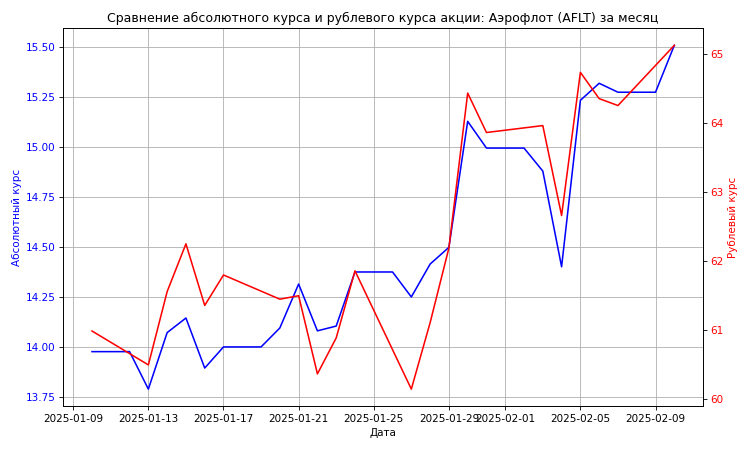 Сравнение абсолютного курса и рублевого курса акции: Аэрофлот (AFLT) за месяц
15.50
15.25
15.00
14.75
14.50
14.25
14.00
13.75
Абсолютный курс
65
64
63
62
61
60
Рублевый курс
2025-01-09 2025-01-13 2025-01-17 2025-01-21 2025-01-25 2025-01-29 2025-02-01 2025-02-05 2025-02-09
Дата